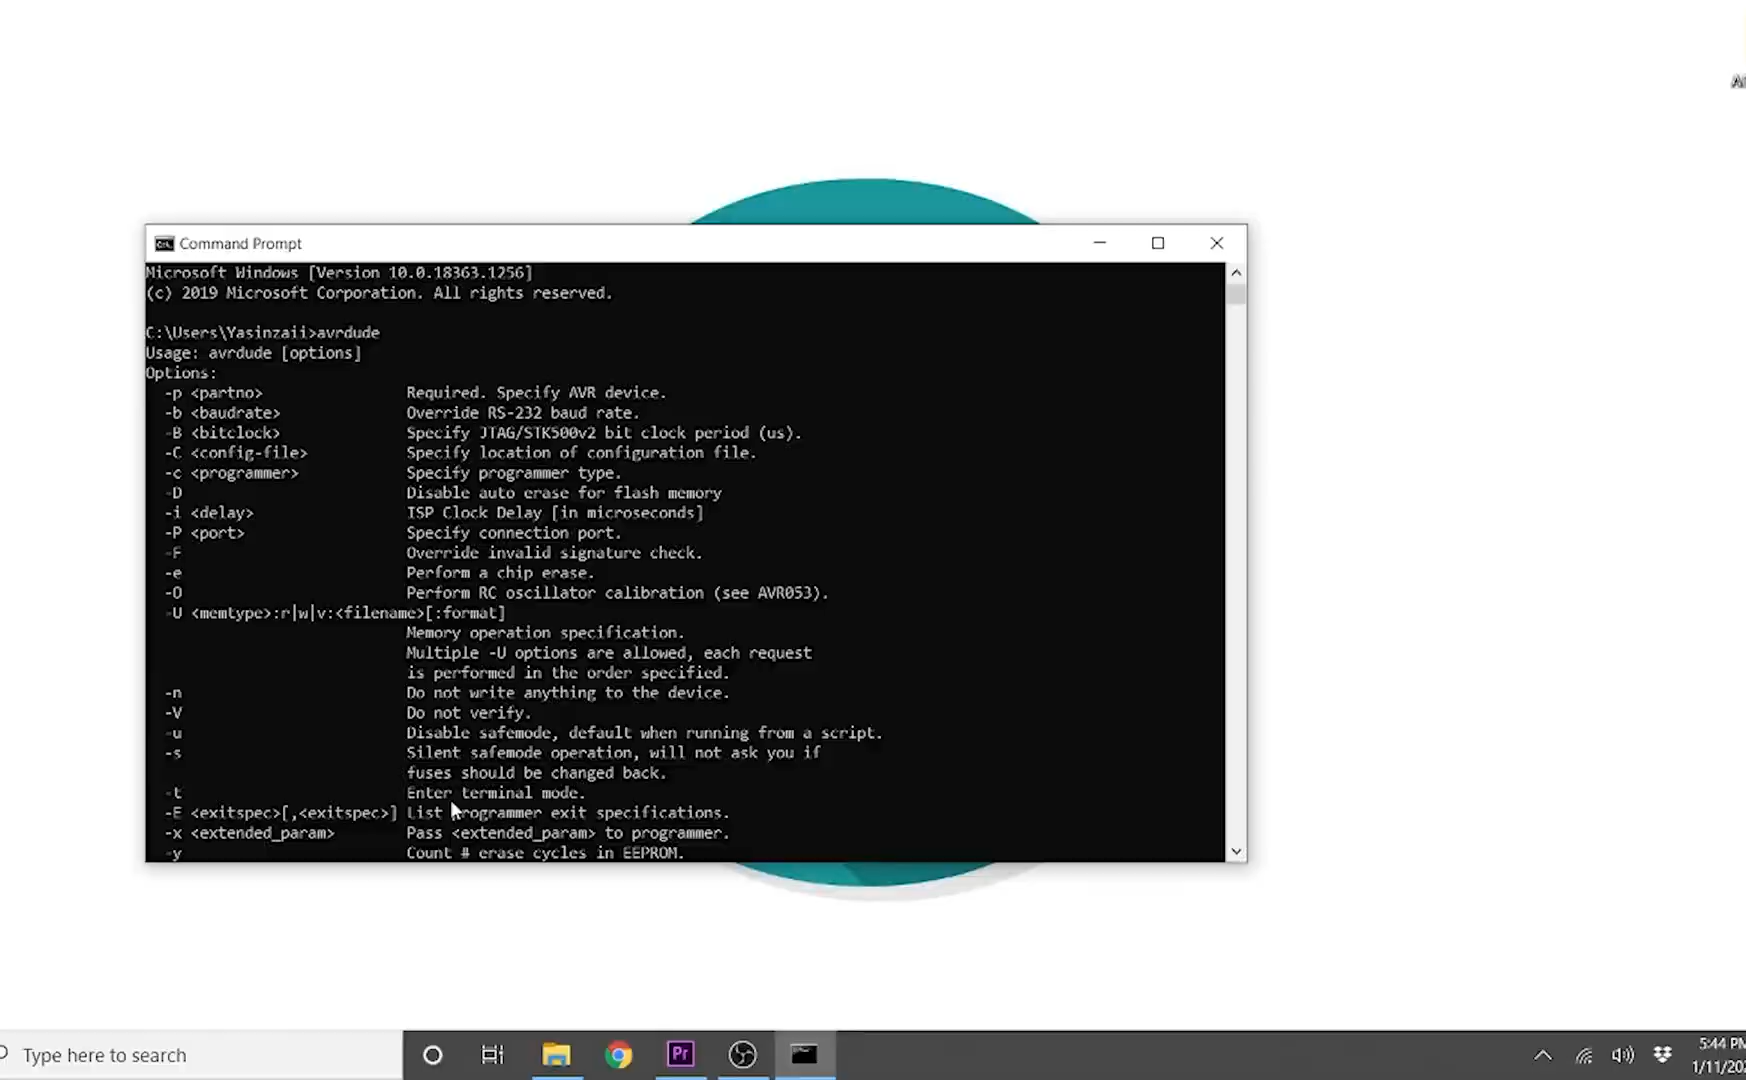 Al
Command Prompt
Microsoft Windows [Version 10.0.18363.1256]
(c) 2019 Microsoft Corporation. All rights reserved.
C:\Users\Yasinzaii>avrdude
Usage: avrdude [options]
Options:
-p <partno> Required. Specify AVR device.
-b <baudrate> Override RS-232 baud rate.
-B <bitclock> Specify JTAG/STK500v2 bit clock period (us).
-C <config-file> Specify location of configuration file.
-c <programmer> Specify programmer type.
-D Disable auto erase for flash memory
-i <delay> ISP Clock Delay [in microseconds]
-P <port> Specify connection port.
-F Override invalid signature check.
-e Perform a chip erase.
-O Perform RC oscillator calibration (see AVR053).
-U <memtype>:r|w|v:<filename>[:format]
Memory operation specification.
Multiple -U options are allowed, each request
is performed in the order specified.
-n Do not write anything to the device.
-V Do not verify.
-u Disable safemode, default when running from a script.
-s Silent safemode operation, will not ask you if
fuses should be changed back.
-t Enter terminal mode.
-E <exitspec>[,<exitspec>] List programmer exit specifications.
-x <extended_param> Pass <extended_param> to programmer.
-y Count # erase cycles in EEPROM.
Type here to search
Pr
5:44 PM
1/11/202